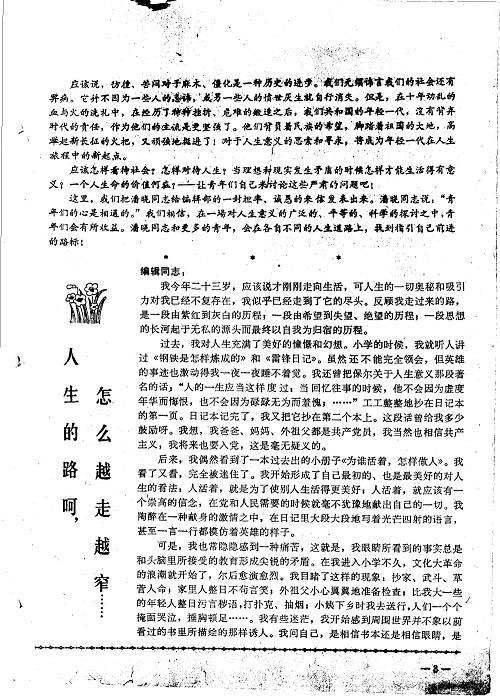 应该说，彷徨、苦闷对于麻木、僵化是一种历史的进步。我们无须讳言我们的社会还有
弊病。它并不因为一些人的忌讳，或另一些人的愤世厌生就自行消失。但是，在十年动乱的
血与火的洗礼中，在经历了种种挫折、危难的锻造之后，我们共和国的年轻一代，没有背弃
时代的责任，作为他们的主流是更坚强了。他们背负着民族的希望，脚踏着祖国的大地，高
举起新长征的火把，又顽强地挺进了；对于人生意义的思索和寻求，将成为年轻一代在人生
旅程中的新起点。
应该怎样看待社会？怎样对待人生？当理想和现实发生矛盾的时候怎样才能生活得有意
义？一个人生命的价值何在？——让青年们自己来讨论这些严肃的问题吧！
这里，我们把潘晓同志给编辑部的一封坦率、诚恳的来信发表出来。潘晓同志说，“青
年们的心是相通的。”我们相信，在一场对人生意义的广泛的、平等的、科学的探讨之中，青
年们会有所收益。潘晓同志和更多的青年，会在各自不同的人生道路上，找到指引自己前进
的路标！
* * *
人生的路呵，
怎么越走越窄……
编辑同志：
我今年二十三岁，应该说才刚刚走向生活，可人生的一切奥秘和吸引
力对我已经不复存在，我似乎已经走到了它的尽头。反顾我走过来的路，
是一段由紫红到灰白的历程；一段由希望到失望、绝望的历程；一段思想
的长河起于无私的源头而最终以自我为归宿的历程。
过去，我对人生充满了美好的憧憬和幻想。小学的时候，我就听人讲
过《钢铁是怎样炼成的》和《雷锋日记》。虽然还不能完全领会，但英雄
的事迹也激动得我一夜一夜睡不着觉。我还曾把保尔关于人生意义那段著
名的话：“人的一生应当这样度过：当回忆往事的时候，他不会因为虚度
年华而悔恨，也不会因为碌碌无为而羞愧；……”工工整整地抄在日记本
的第一页。日记本记完了，我又把它抄在第二个本上。这段话曾给我多少
鼓励呀。我想，我爸爸、妈妈、外祖父都是共产党员，我当然也相信共产
主义，我将来也要入党，这是毫无疑义的。
后来，我偶然看到了一本过去出的小册子《为谁活着，怎样做人》。我
看了又看，完全被迷住了。我开始形成了自己最初的、也是最美好的对人
生的看法：人活着，就是为了使别人生活得更美好；人活着，就应该有一
个崇高的信念，在党和人民需要的时候就毫不犹豫地献出自己的一切。我
陶醉在一种献身的激情之中，在日记里大段大段地写着光芒四射的语言，
甚至一言一行都模仿着英雄的样子。
可是，我也常隐隐感到一种痛苦，这就是，我眼睛所看到的事实总是
和头脑里所接受的教育形成尖锐的矛盾。在我进入小学不久，文化大革命
的浪潮就开始了，尔后愈演愈烈。我目睹了这样的现象：抄家、武斗、草
菅人命；家里人整日不苟言笑；外祖父小心翼翼地准备检查；比我大一些
的年轻人整日污言秽语，打扑克、抽烟；小姨下乡时我去送行，人们一个个
掩面哭泣，捶胸顿足……。我有些迷茫，我开始感到周围世界并不象以前
看过的书里所描绘的那样诱人。我问自己，是相信书本还是相信眼睛，是
—3—